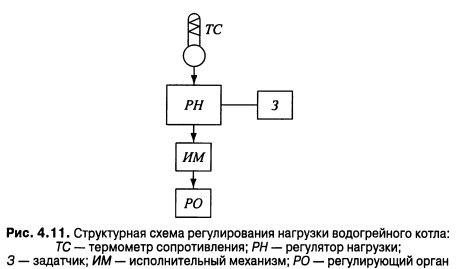 ТС
РН
З
ИМ
РО
Рис. 4.11. Структурная схема регулирования нагрузки водогрейного котла:
ТС — термометр сопротивления; РН — регулятор нагрузки;
З — задатчик; ИМ — исполнительный механизм; РО — регулирующий орган